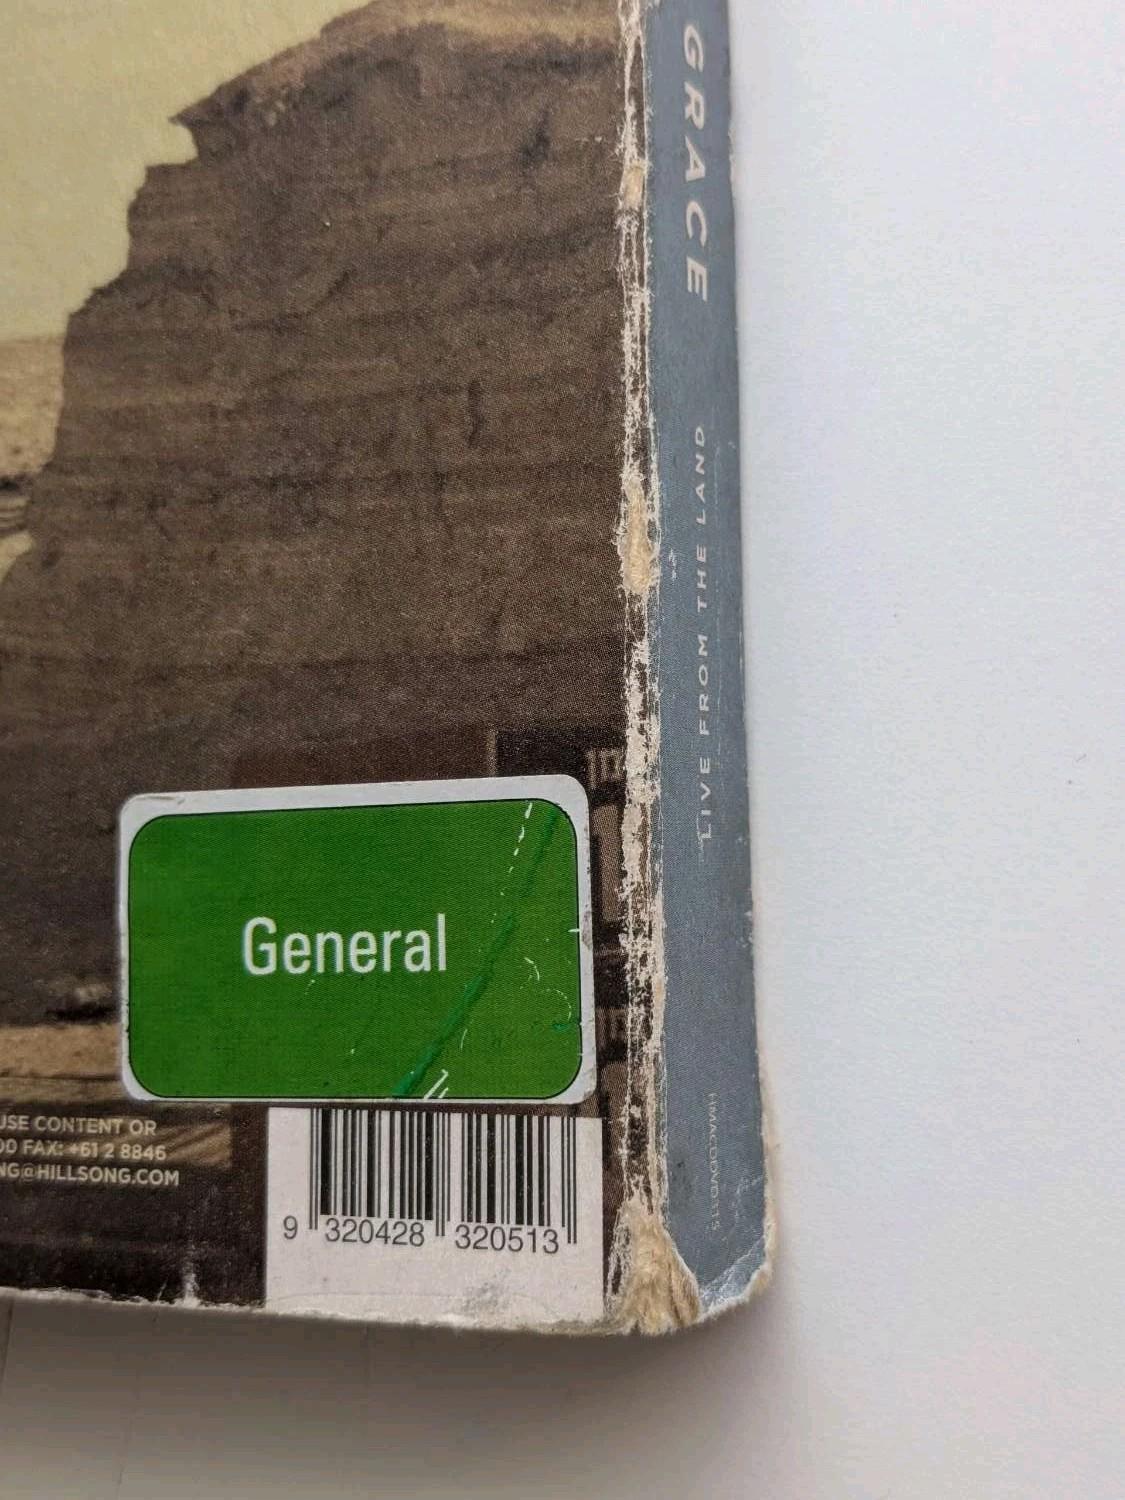 GRACE
LIVE FROM THE LAND
General
USE CONTENT OR
00 FAX: +61 2 8846
NG@HILLSONG.COM
9 320428 320513